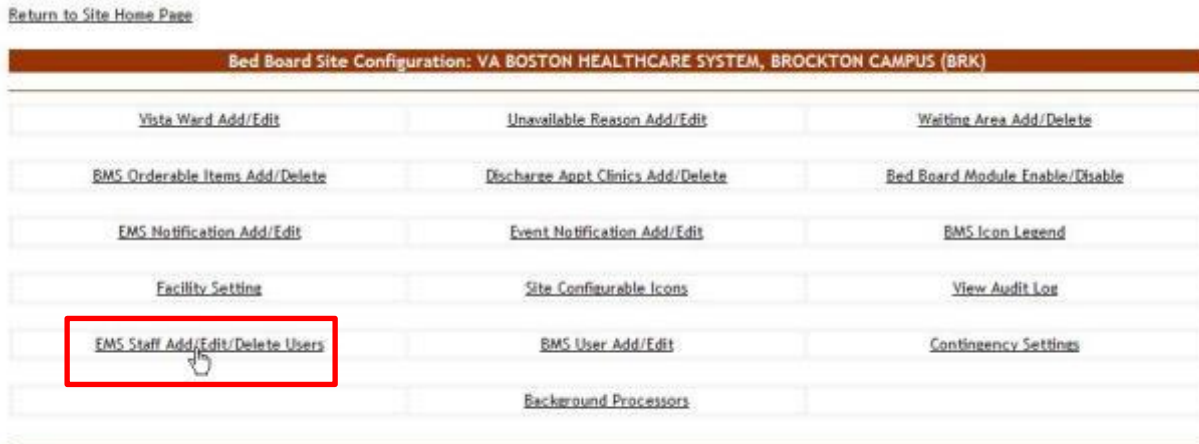 Return to Site Home Page
Bed Board Site Configuration: VA BOSTON HEALTHCARE SYSTEM, BROCKTON CAMPUS (BRK)
Vista Ward Add/Edit Unavailable Reason Add/Edit Waiting Area Add/Delete
BMS Orderable Items Add/Delete Discharge Appt Clinics Add/Delete Bed Board Module Enable/Disable
EMS Notification Add/Edit Event Notification Add/Edit BMS Icon Legend
Facility Setting Site Configurable Icons View Audit Log
EMS Staff Add/Edit/Delete Users BMS User Add/Edit Contingency Settings
Background Processors